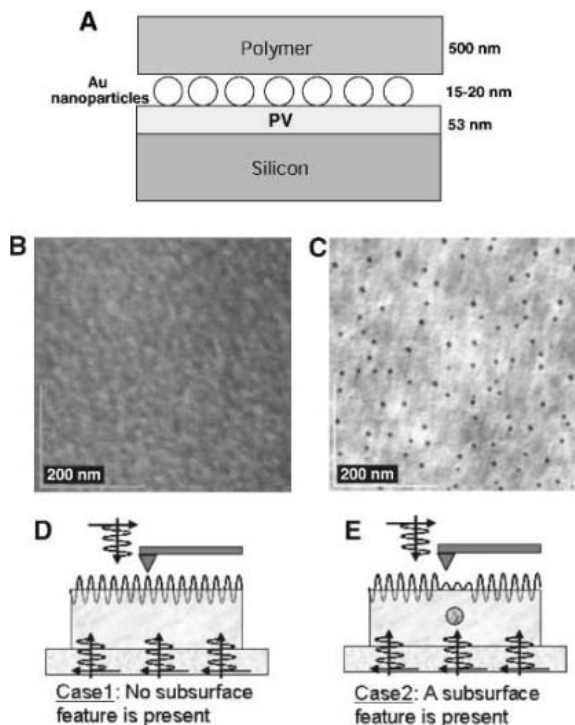 A
Polymer
500 nm
Au
nanoparticles
15-20 nm
PV
53 nm
Silicon
B
C
200 nm
200 nm
D
E
Case1: No subsurface
feature is present
Case2: A subsurface
feature is present